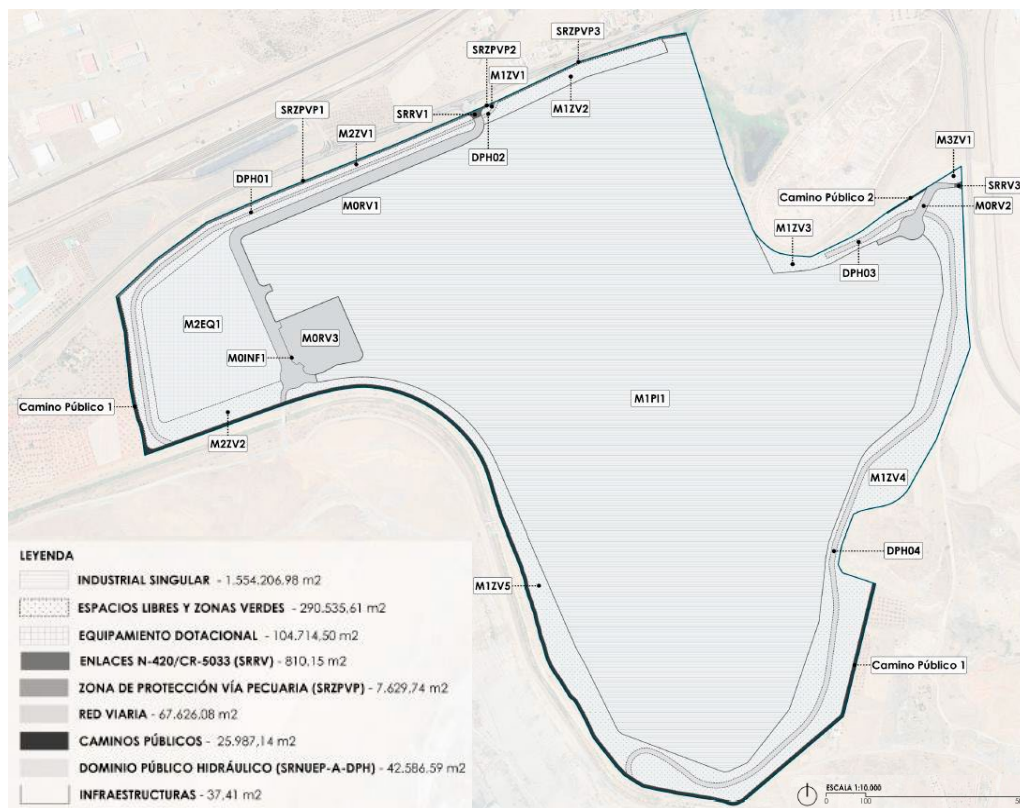 SRZPVP3
SRZPVP2
M1ZV1
SRRV1
M1ZV2
SRZPVP1
M2ZV1
DPH02
DPH01
M3ZV1
SRRV3
Camino Público 2
M0RV2
M0RV1
M1ZV3
DPH03
M2EQ1
M0RV3
M0INF1
M1PI1
Camino Público 1
M2ZV2
M1ZV4
DPH04
M1ZV5
Camino Público 1
LEYENDA
INDUSTRIAL SINGULAR - 1.554.206,98 m2
ESPACIOS LIBRES Y ZONAS VERDES - 290.535,61 m2
EQUIPAMIENTO DOTACIONAL - 104.714,50 m2
ENLACES N-420/CR-5033 (SRRV) - 810,15 m2
ZONA DE PROTECCIÓN VÍA PECUARIA (SRZPVP) - 7.629,74 m2
RED VIARIA - 67.626,08 m2
CAMINOS PÚBLICOS - 25.987,14 m2
DOMINIO PÚBLICO HIDRÁULICO (SRNUEP-A-DPH) - 42.586,59 m2
INFRAESTRUCTURAS - 37,41 m2
ESCALA 1:10.000
0 100